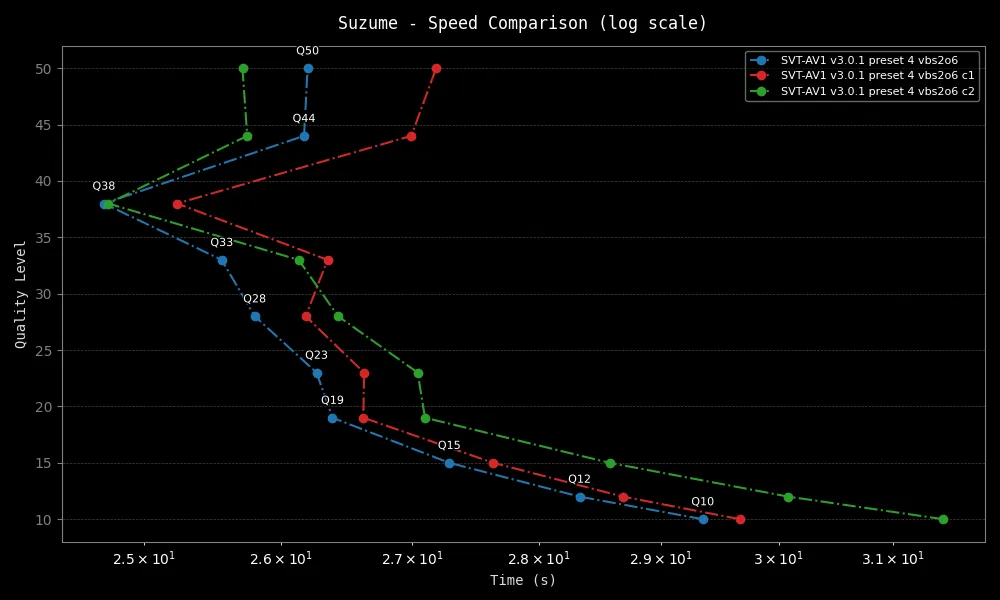 Suzume - Speed Comparison (log scale)
SVT-AV1 v3.0.1 preset 4 vbs2o6
SVT-AV1 v3.0.1 preset 4 vbs2o6 c1
SVT-AV1 v3.0.1 preset 4 vbs2o6 c2
Quality Level
50
45
40
35
30
25
20
15
10
Q50
Q44
Q38
Q33
Q28
Q23
Q19
Q15
Q12
Q10
2.5 × 10¹ 2.6 × 10¹ 2.7 × 10¹ 2.8 × 10¹ 2.9 × 10¹ 3 × 10¹ 3.1 × 10¹
Time (s)